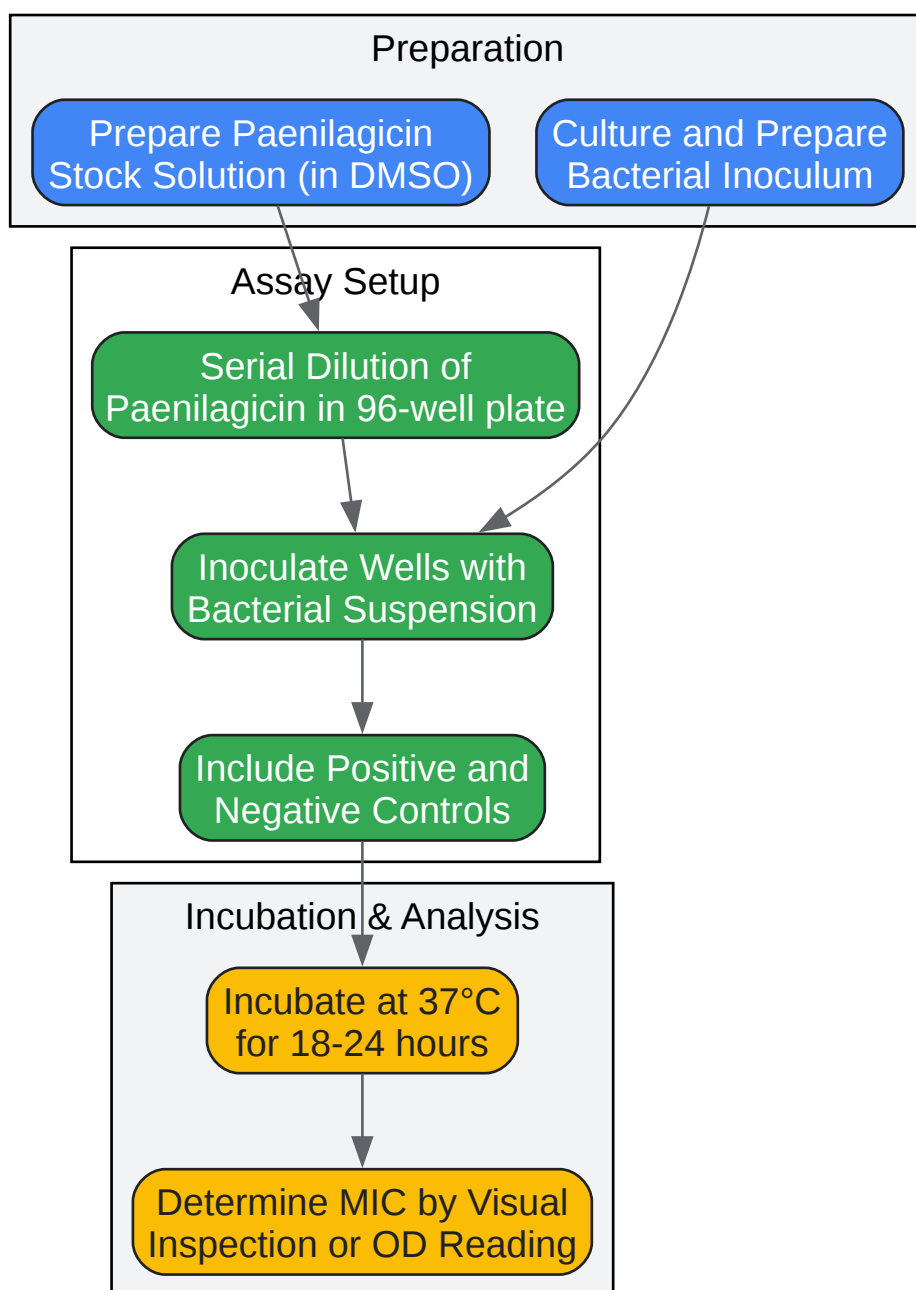 Preparation
Prepare Paenilagicin
Stock Solution (in DMSO)
Culture and Prepare
Bacterial Inoculum
Assay Setup
Serial Dilution of
Paenilagicin in 96-well plate
Inoculate Wells with
Bacterial Suspension
Include Positive and
Negative Controls
Incubation & Analysis
Incubate at 37°C
for 18-24 hours
Determine MIC by Visual
Inspection or OD Reading